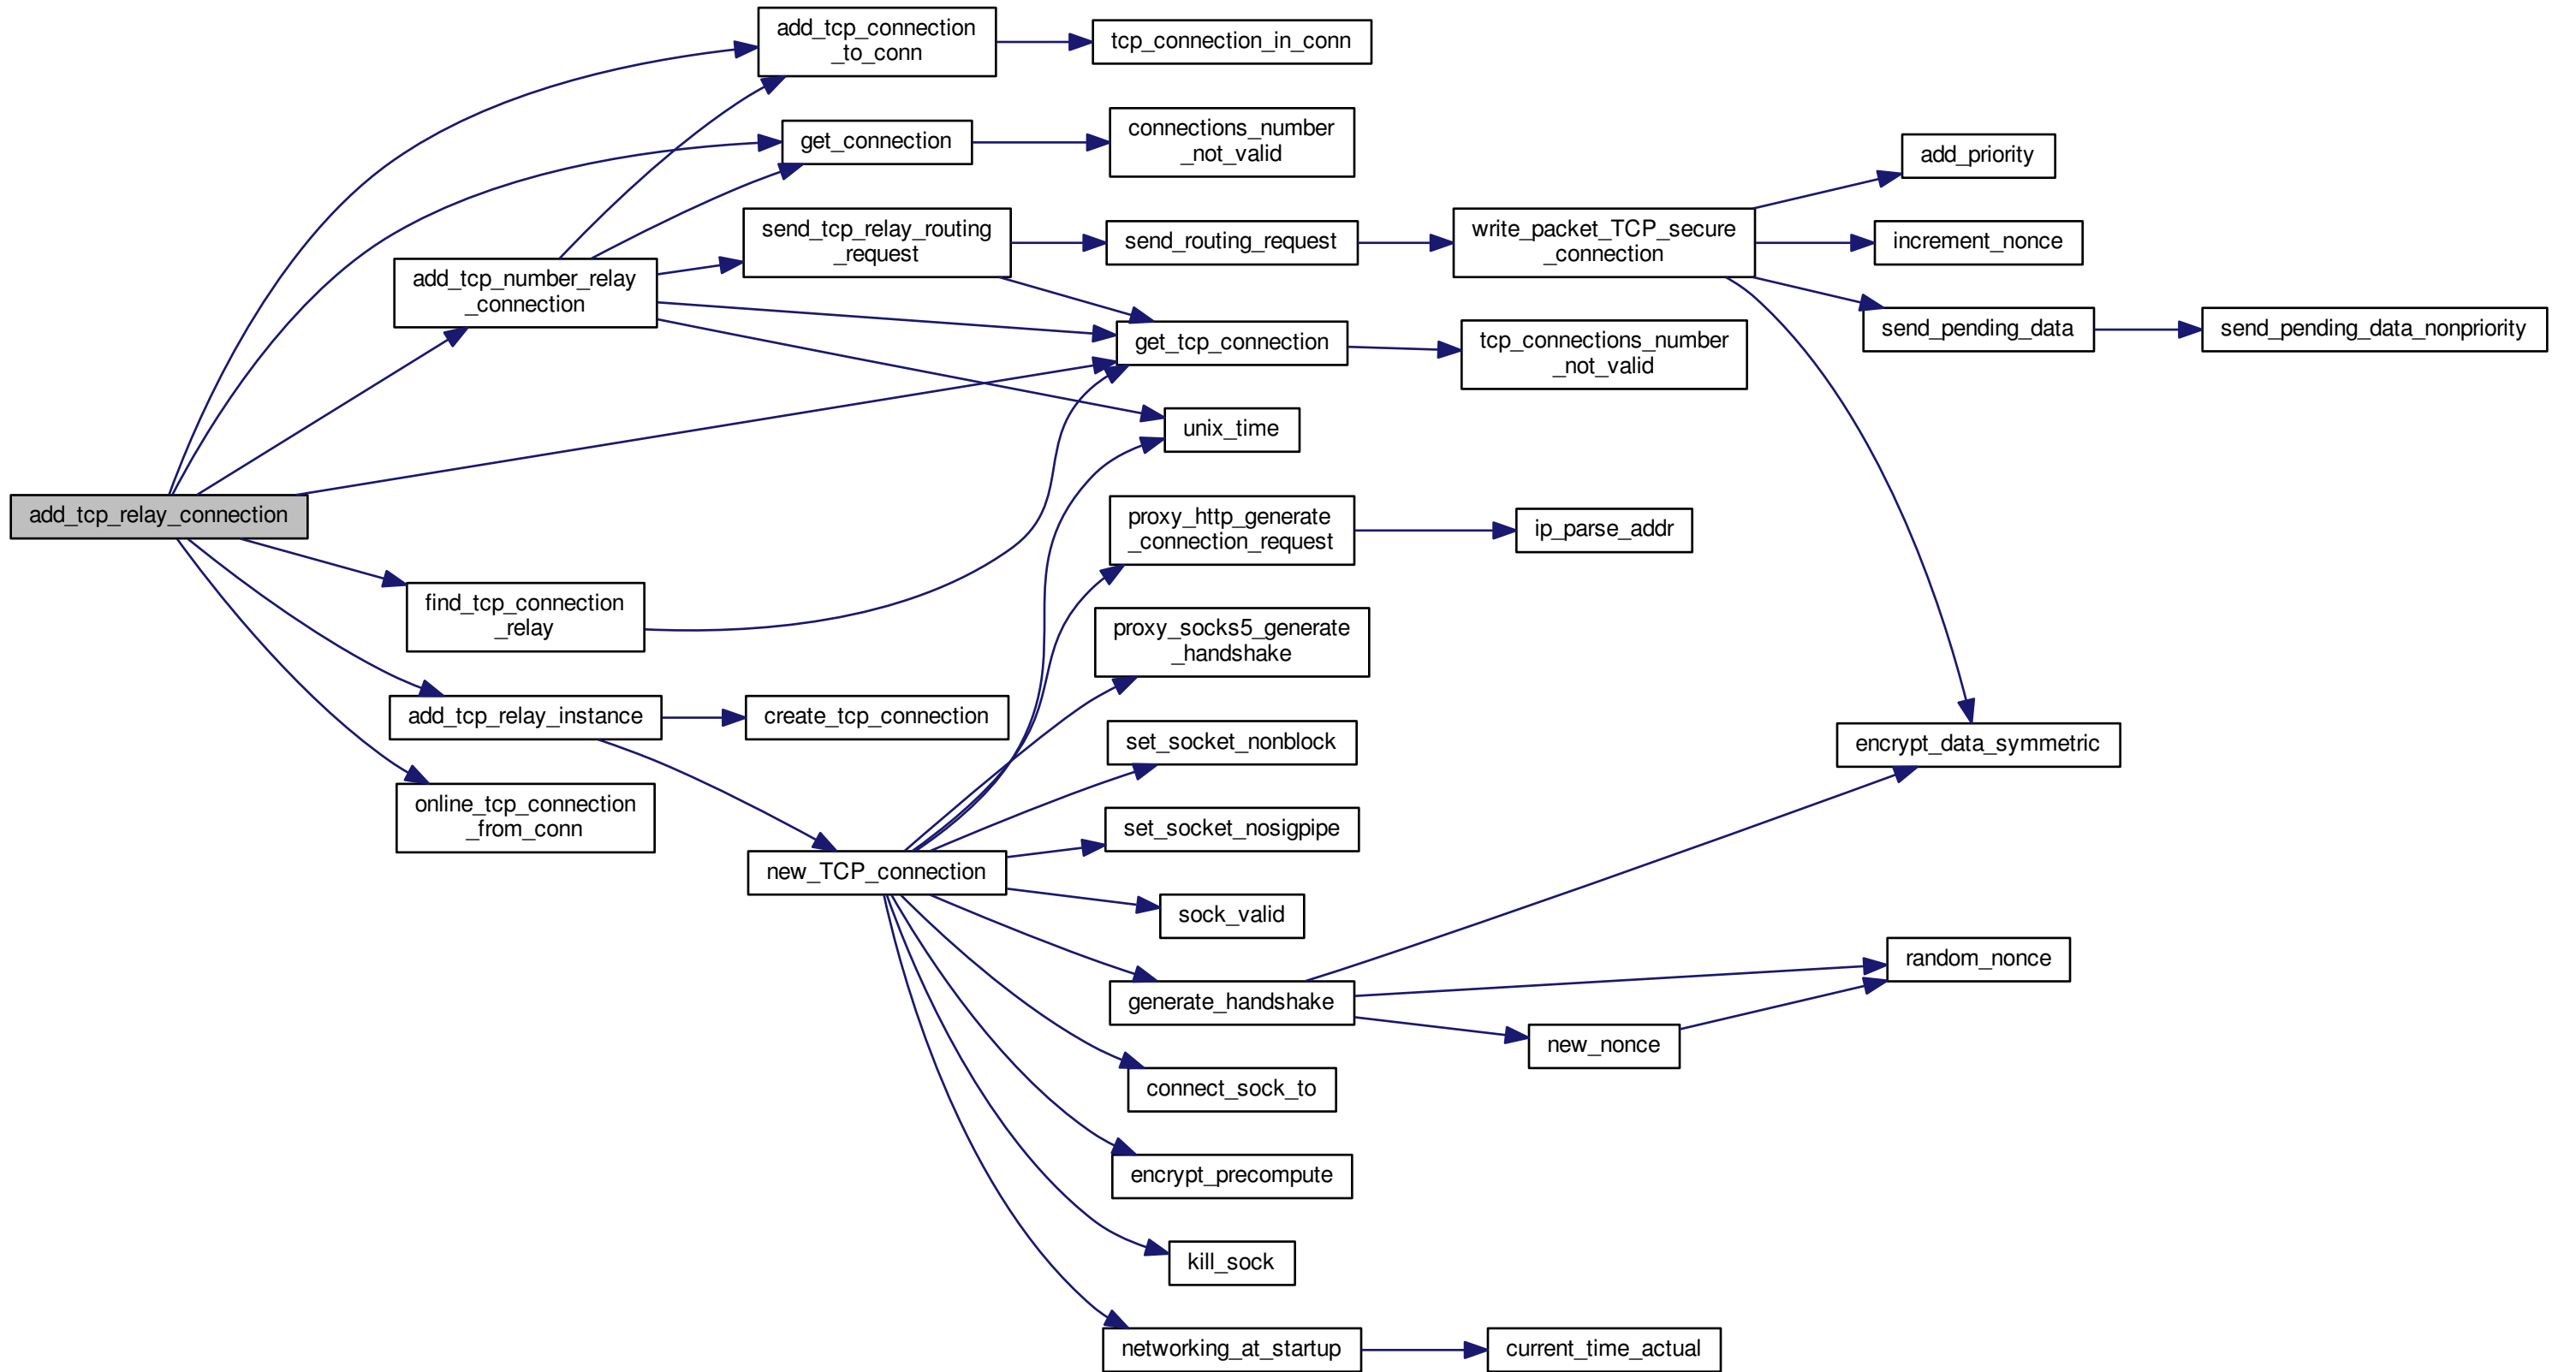 add_tcp_connection
_to_conn
tcp_connection_in_conn
get_connection
connections_number
_not_valid
add_priority
send_tcp_relay_routing
_request
send_routing_request
write_packet_TCP_secure
_connection
increment_nonce
add_tcp_number_relay
_connection
get_tcp_connection
tcp_connections_number
_not_valid
send_pending_data
send_pending_data_nonpriority
unix_time
add_tcp_relay_connection
proxy_http_generate
_connection_request
ip_parse_addr
find_tcp_connection
_relay
proxy_socks5_generate
_handshake
add_tcp_relay_instance
create_tcp_connection
set_socket_nonblock
encrypt_data_symmetric
online_tcp_connection
_from_conn
set_socket_nosigpipe
new_TCP_connection
sock_valid
random_nonce
generate_handshake
new_nonce
connect_sock_to
encrypt_precompute
kill_sock
networking_at_startup
current_time_actual